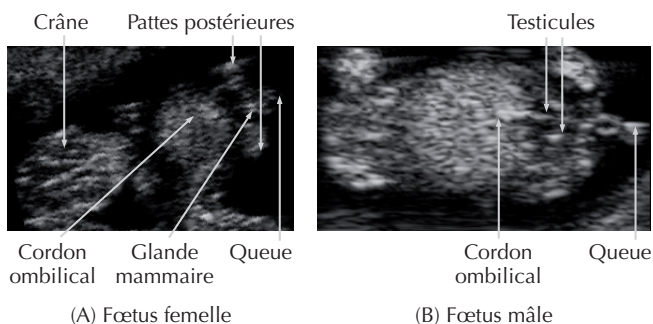 Crâne
Pattes postérieures
Testicules
Cordon
ombilical
Glande
mammaire
Queue
Cordon
ombilical
Queue
(A) Fœtus femelle
(B) Fœtus mâle